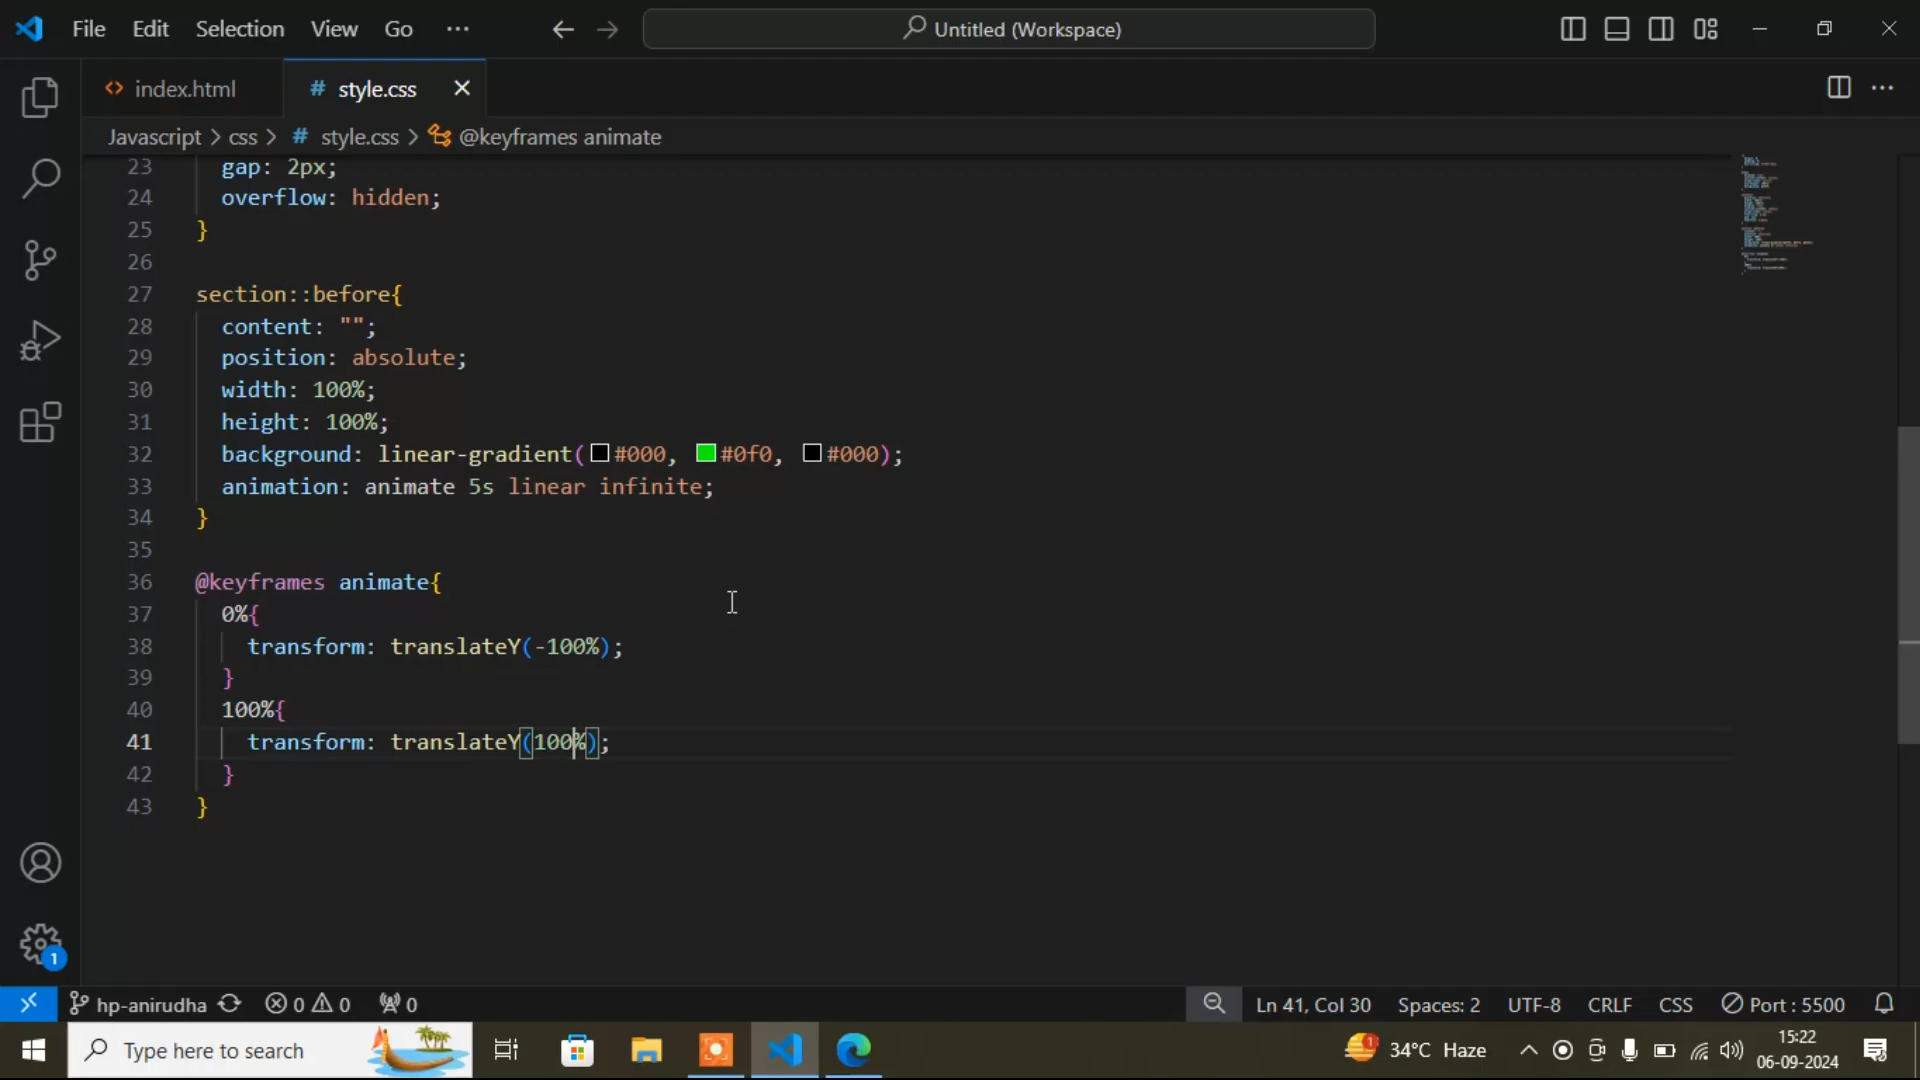 File Edit Selection View Go ··· Untitled (Workspace)
index.html # style.css
Javascript > css > # style.css > @keyframes animate
23 gap: 2px;
24 overflow: hidden;
25 }
26
27 section::before{
28 content: "";
29 position: absolute;
30 width: 100%;
31 height: 100%;
32 background: linear-gradient(#000, #0f0, #000);
33 animation: animate 5s linear infinite;
34 }
35
36 @keyframes animate{
37 0%{
38 transform: translateY(-100%);
39 }
40 100%{
41 transform: translateY(100%);
42 }
43 }
1
hp-anirudha 0 0 0 Ln 41, Col 30 Spaces: 2 UTF-8 CRLF CSS Port : 5500
Type here to search 1 34°C Haze 15:22
06-09-2024